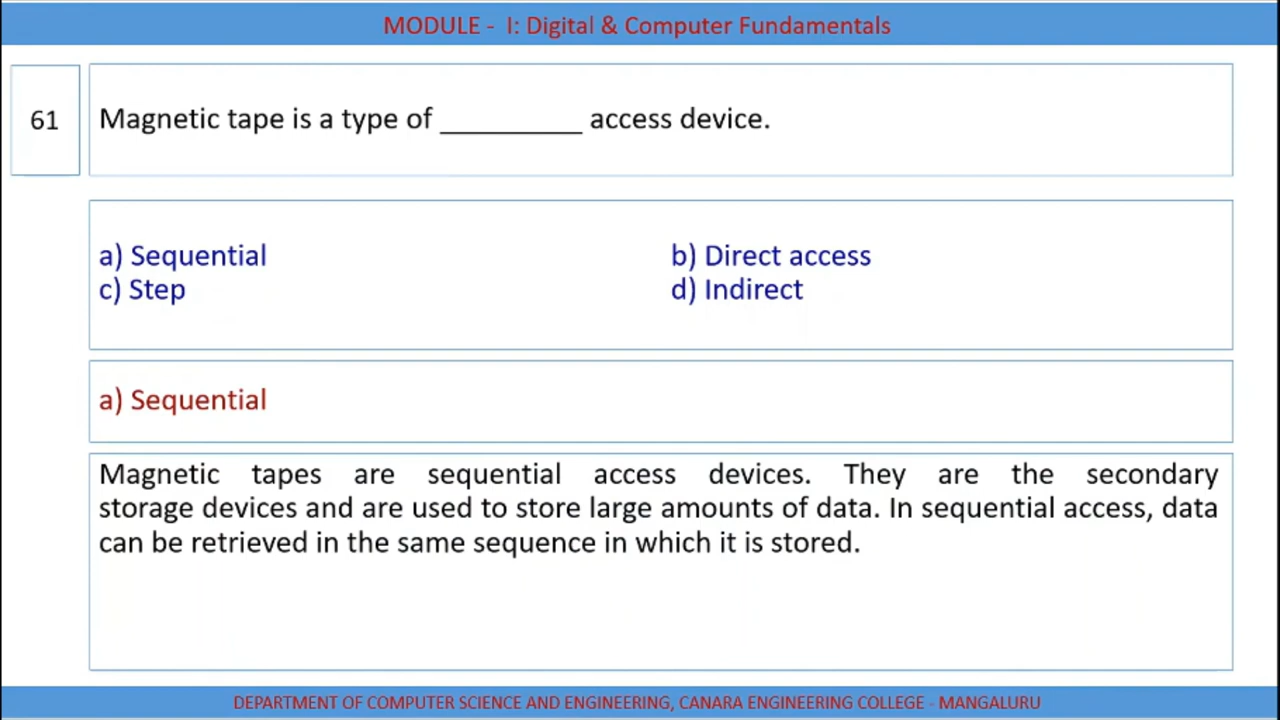 MODULE - I: Digital & Computer Fundamentals
61
Magnetic tape is a type of __________ access device.
a) Sequential
b) Direct access
c) Step
d) Indirect
a) Sequential
Magnetic tapes are sequential access devices. They are the secondary
storage devices and are used to store large amounts of data. In sequential access, data
can be retrieved in the same sequence in which it is stored.
DEPARTMENT OF COMPUTER SCIENCE AND ENGINEERING, CANARA ENGINEERING COLLEGE - MANGALURU